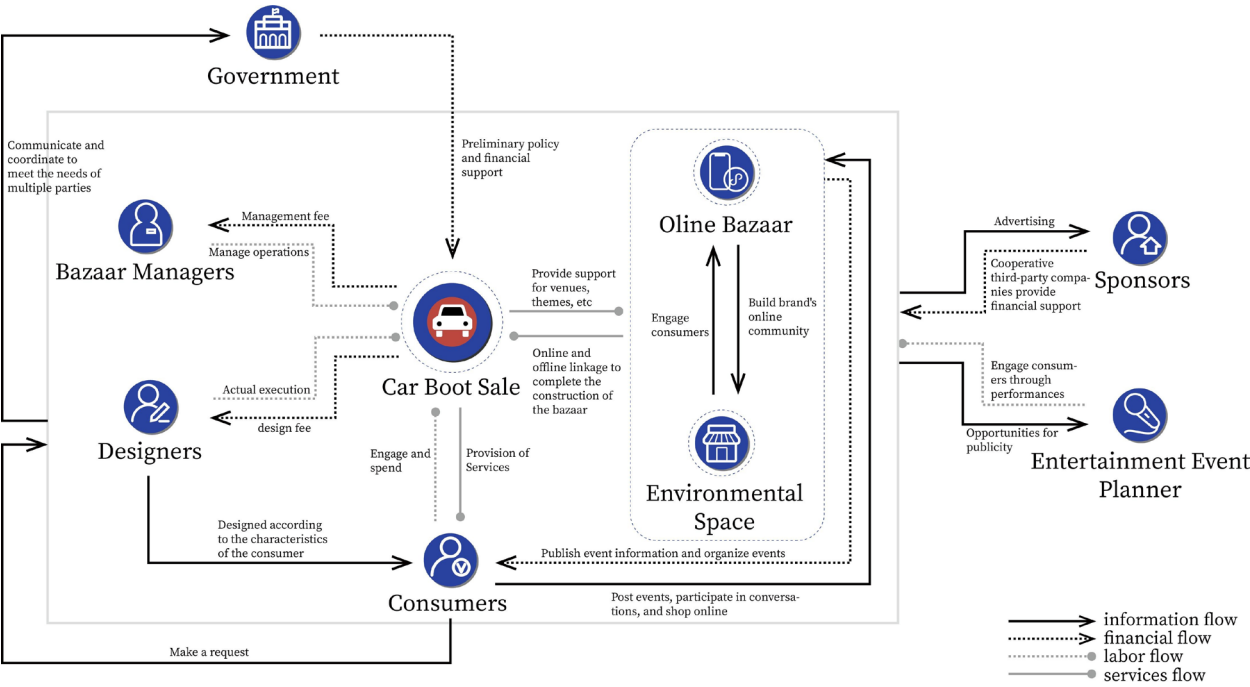 Government
Communicate and
coordinate to
meet the needs of
multiple parties
Preliminary policy
and financial
support
Management fee
Manage operations
Bazaar Managers
Oline Bazaar
Advertising
Cooperative
third-party compa-
nies provide
financial support
Sponsors
Provide support
for venues,
themes, etc
Engage
consumers
Build brand's
online
community
Car Boot Sale
Online and
offline linkage to
complete the
construction of
the bazaar
Actual execution
design fee
Designers
Engage consum-
ers through
performances
Opportunities for
publicity
Entertainment Event
Planner
Engage and
spend
Provision of
Services
Environmental
Space
Designed according
to the characteristics
of the consumer
Publish event information and organize events
Consumers
Post events, participate in conversa-
tions, and shop online
Make a request
information flow
financial flow
labor flow
services flow